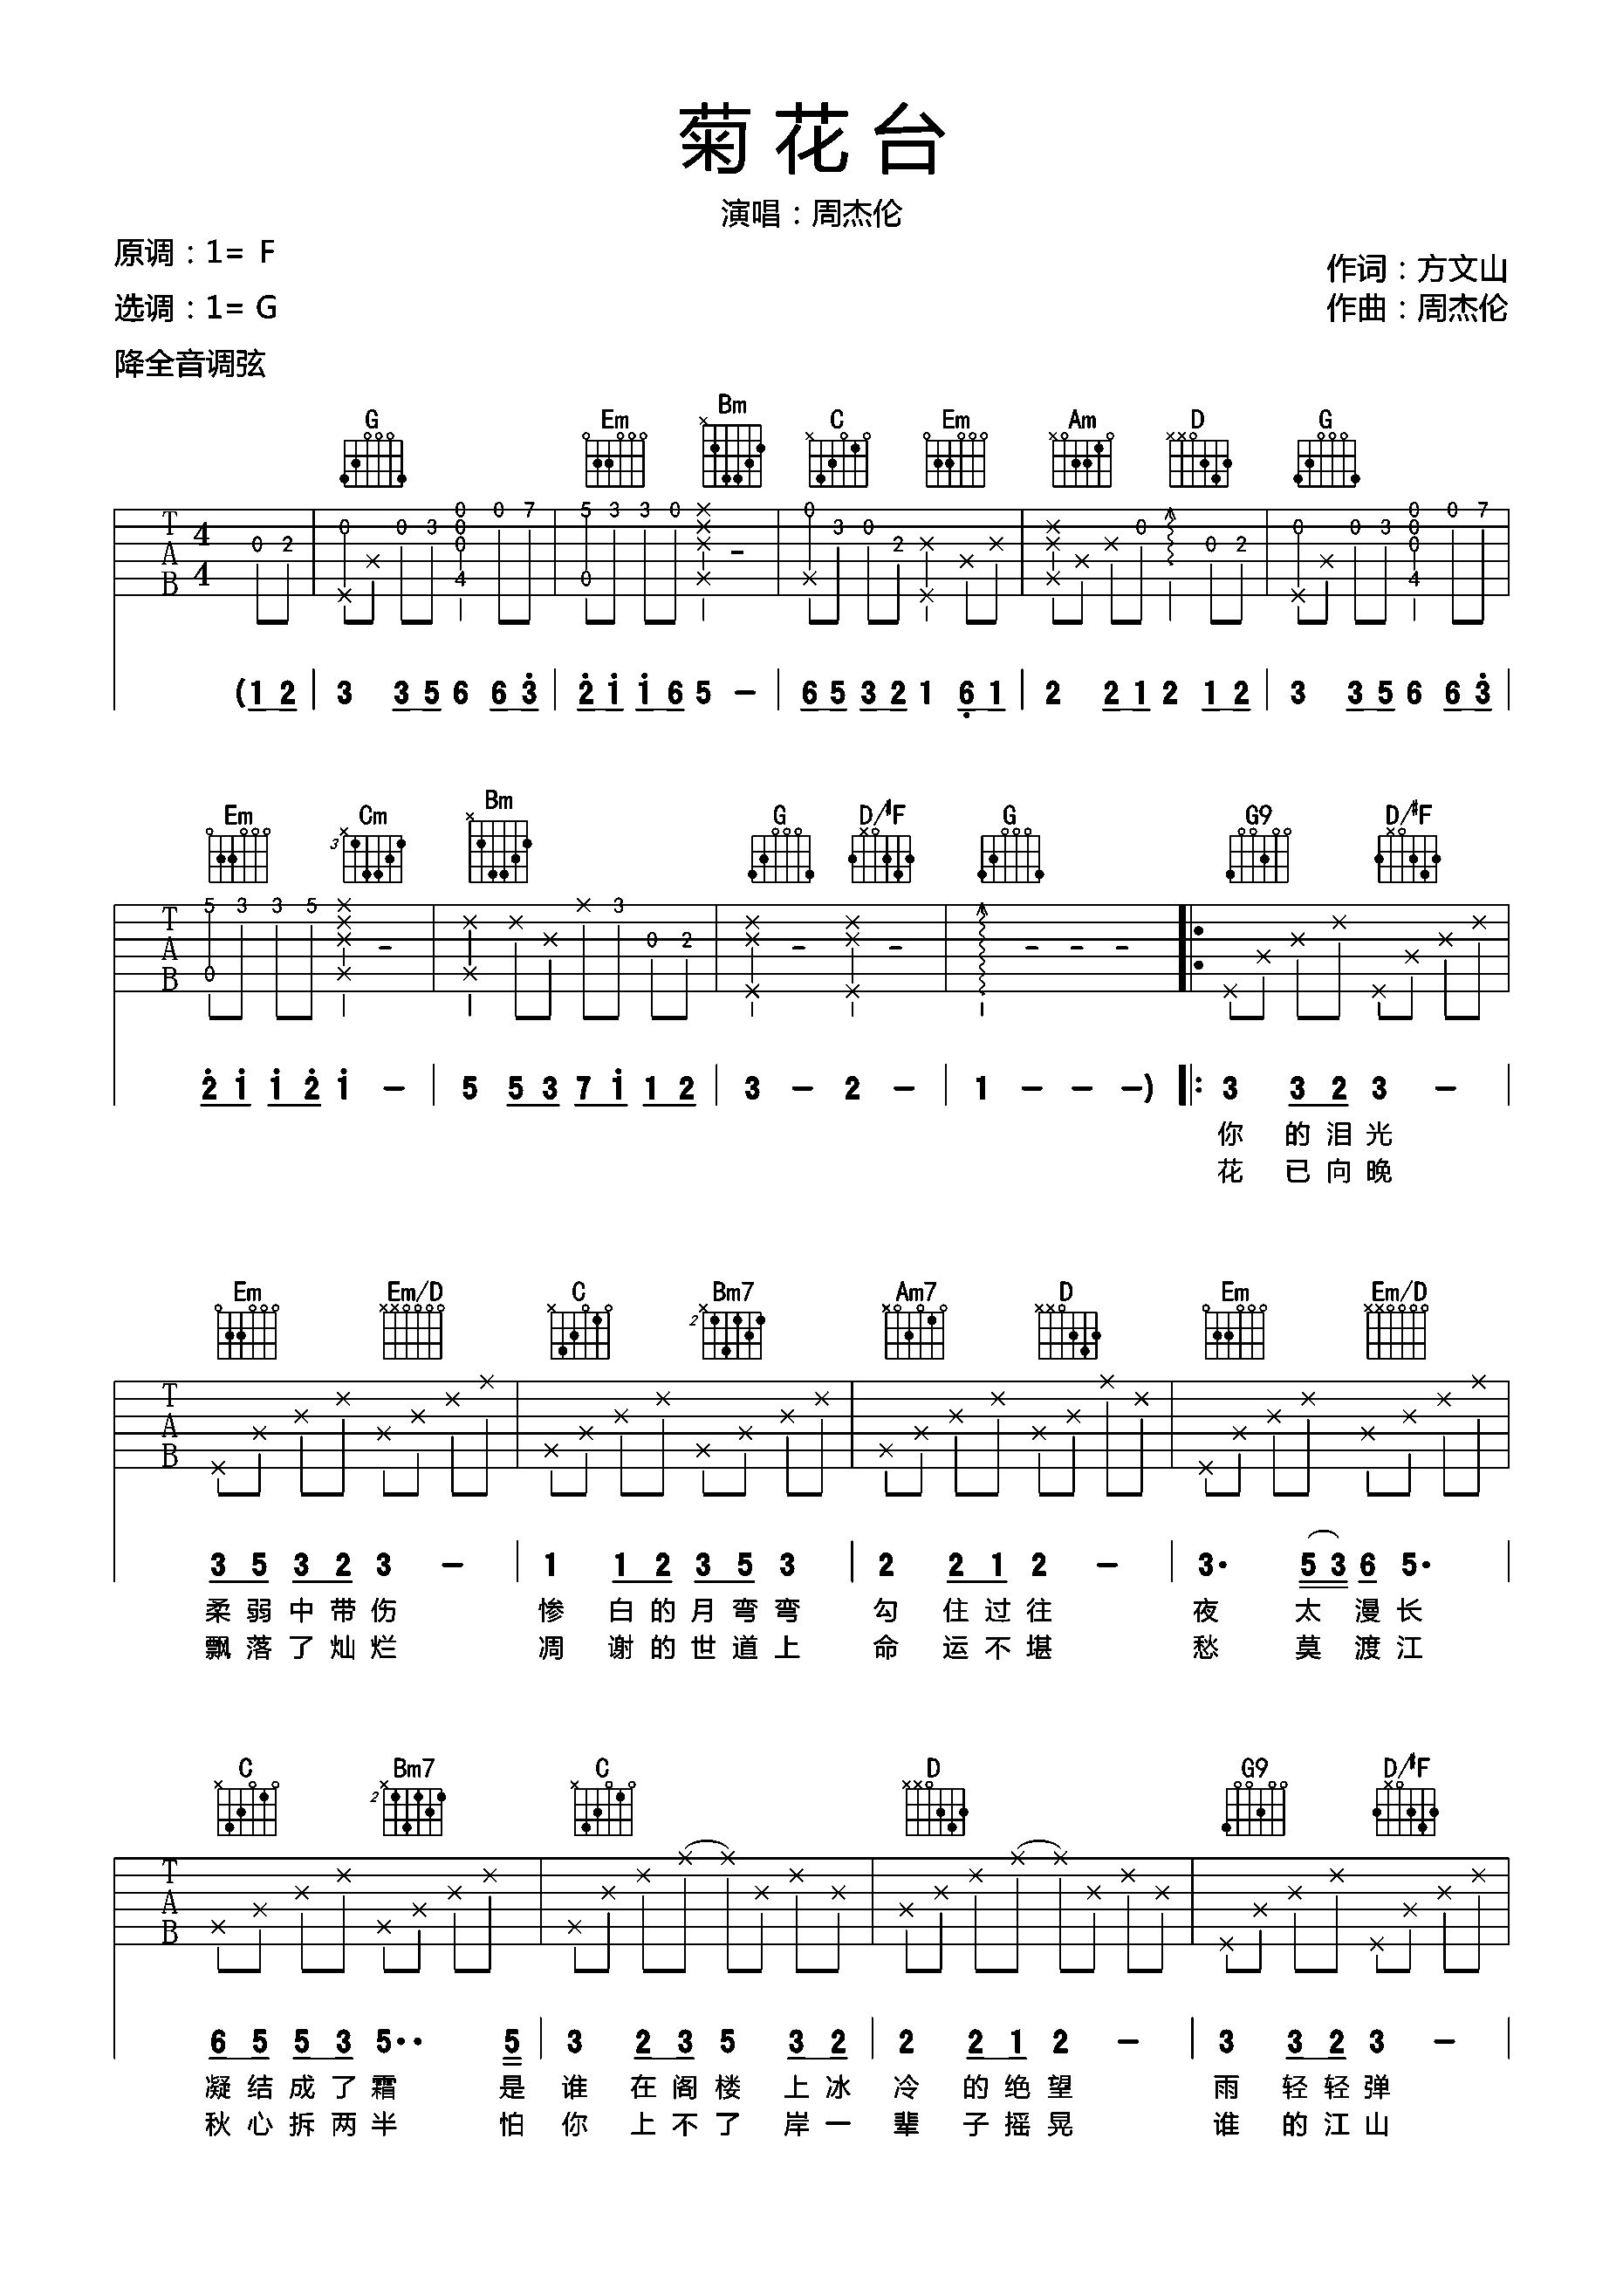 菊花台
演唱：周杰伦
原调：1= F
选调：1= G
降全音调弦
作词：方文山
作曲：周杰伦
G Em Bm C Em Am D G
T A B 4 4
(1 2 | 3 3 5 6 6 3 | 2 1 1 6 5 - | 6 5 3 2 1 6 1 | 2 2 1 2 1 2 | 3 3 5 6 6 3 |
Em Cm Bm G D/#F G G9 D/#F
3
T A B
2 1 1 2 1 - | 5 5 3 7 1 1 2 | 3 - 2 - | 1 - - -) |: 3 3 2 3 - |
你 的 泪 光
花 已 向 晚
Em Em/D C Bm7 Am7 D Em Em/D
2
T A B
3 5 3 2 3 - | 1 1 2 3 5 3 | 2 2 1 2 - | 3· 5 3 6 5· |
柔 弱 中 带 伤 惨 白 的 月 弯 弯 勾 住 过 往 夜 太 漫 长
飘 落 了 灿 烂 凋 谢 的 世 道 上 命 运 不 堪 愁 莫 渡 江
C Bm7 C D G9 D/#F
2
T A B
6 5 5 3 5·· 5 | 3 2 3 5 3 2 | 2 2 1 2 - | 3 3 2 3 - |
凝 结 成 了 霜 是 谁 在 阁 楼 上 冰 冷 的 绝 望 雨 轻 轻 弹
秋 心 拆 两 半 怕 你 上 不 了 岸 一 辈 子 摇 晃 谁 的 江 山